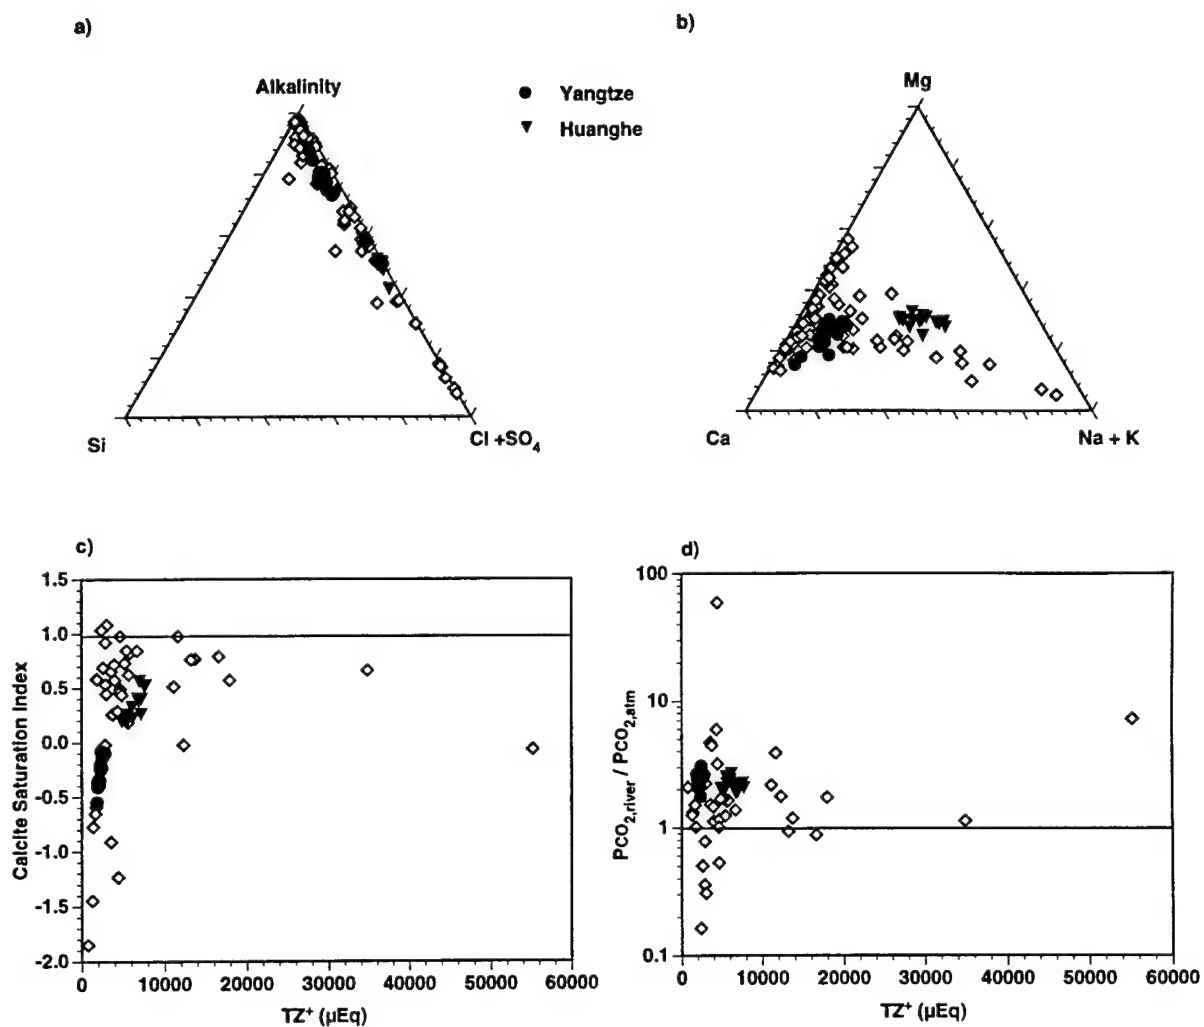 a)
b)
Alkalinity
Mg
Yangtze
Huanghe
Si
Cl +SO₄
Ca
Na + K
c)
d)
1.5
1.0
0.5
0.0
-0.5
-1.0
-1.5
-2.0
Calcite Saturation Index
0
10000
20000
30000
40000
50000
60000
TZ⁺ (µEq)
100
10
1
0.1
PCO₂,river / PCO₂,atm
0
10000
20000
30000
40000
50000
60000
TZ⁺ (µEq)